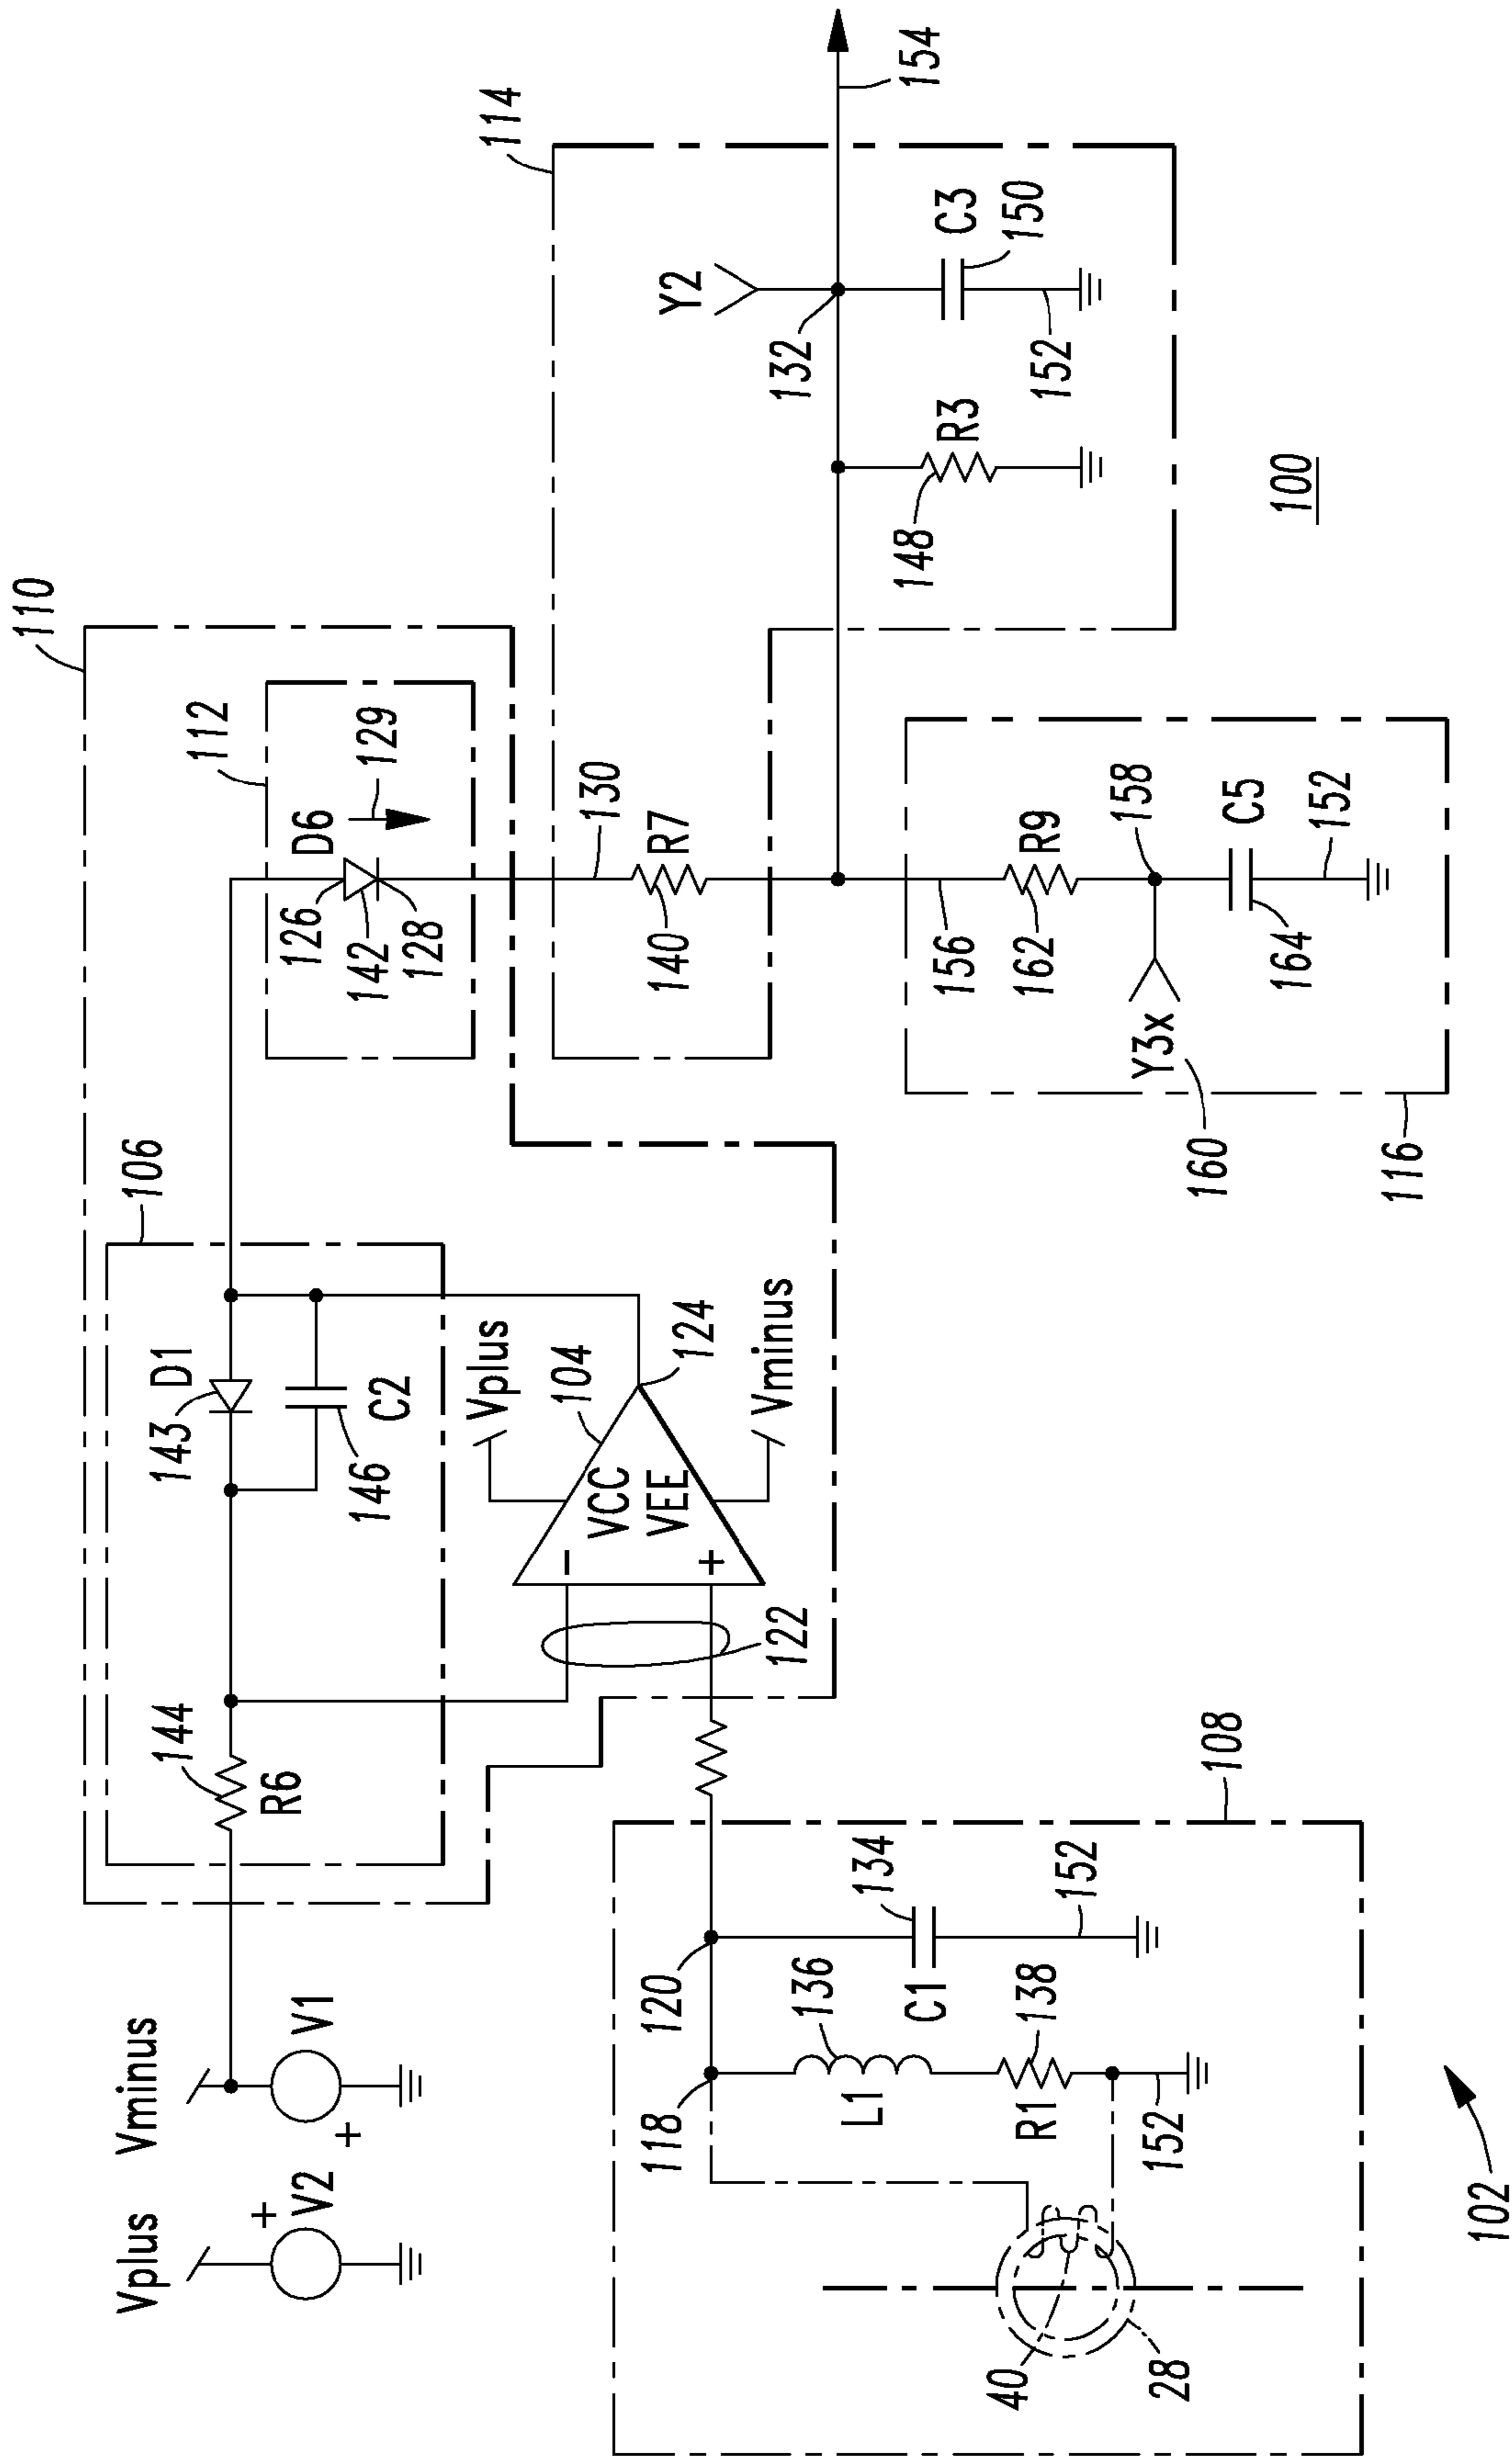 110
112
106
D6
129
126
142
128
D1
143
144
R6
146
C2
Vplus
104
VCC
VEE
124
Vminus
122
Vminus
V1
+
Vplus
+
V2
114
130
R7
140
Y2
132
C3
150
152
R3
148
154
100
156
R9
162
158
C5
152
164
Y3x
160
116
108
120
134
152
118
136
C1
L1
138
R1
152
40
28
102
−
+